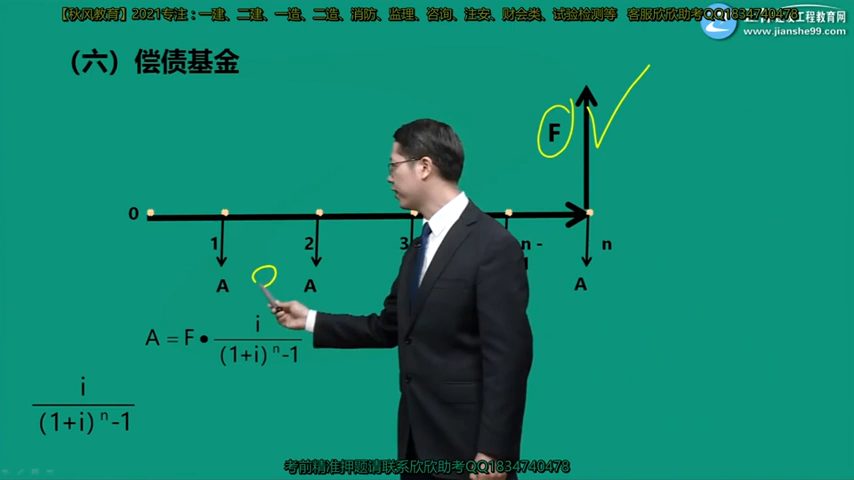 【秋风教育】2021专注：一建、二建、一造、二造、消防、监理、咨询、注安、财会类、试验检测等 客服欣欣助考QQ1834740478
工程教育网
www.jianshe99.com
（六）偿债基金
F
0
1 2 3 n- n
A A A
A = F • i / (1+i)ⁿ-1
i / (1+i)ⁿ-1
考前精准押题请联系欣欣助考QQ1834740478